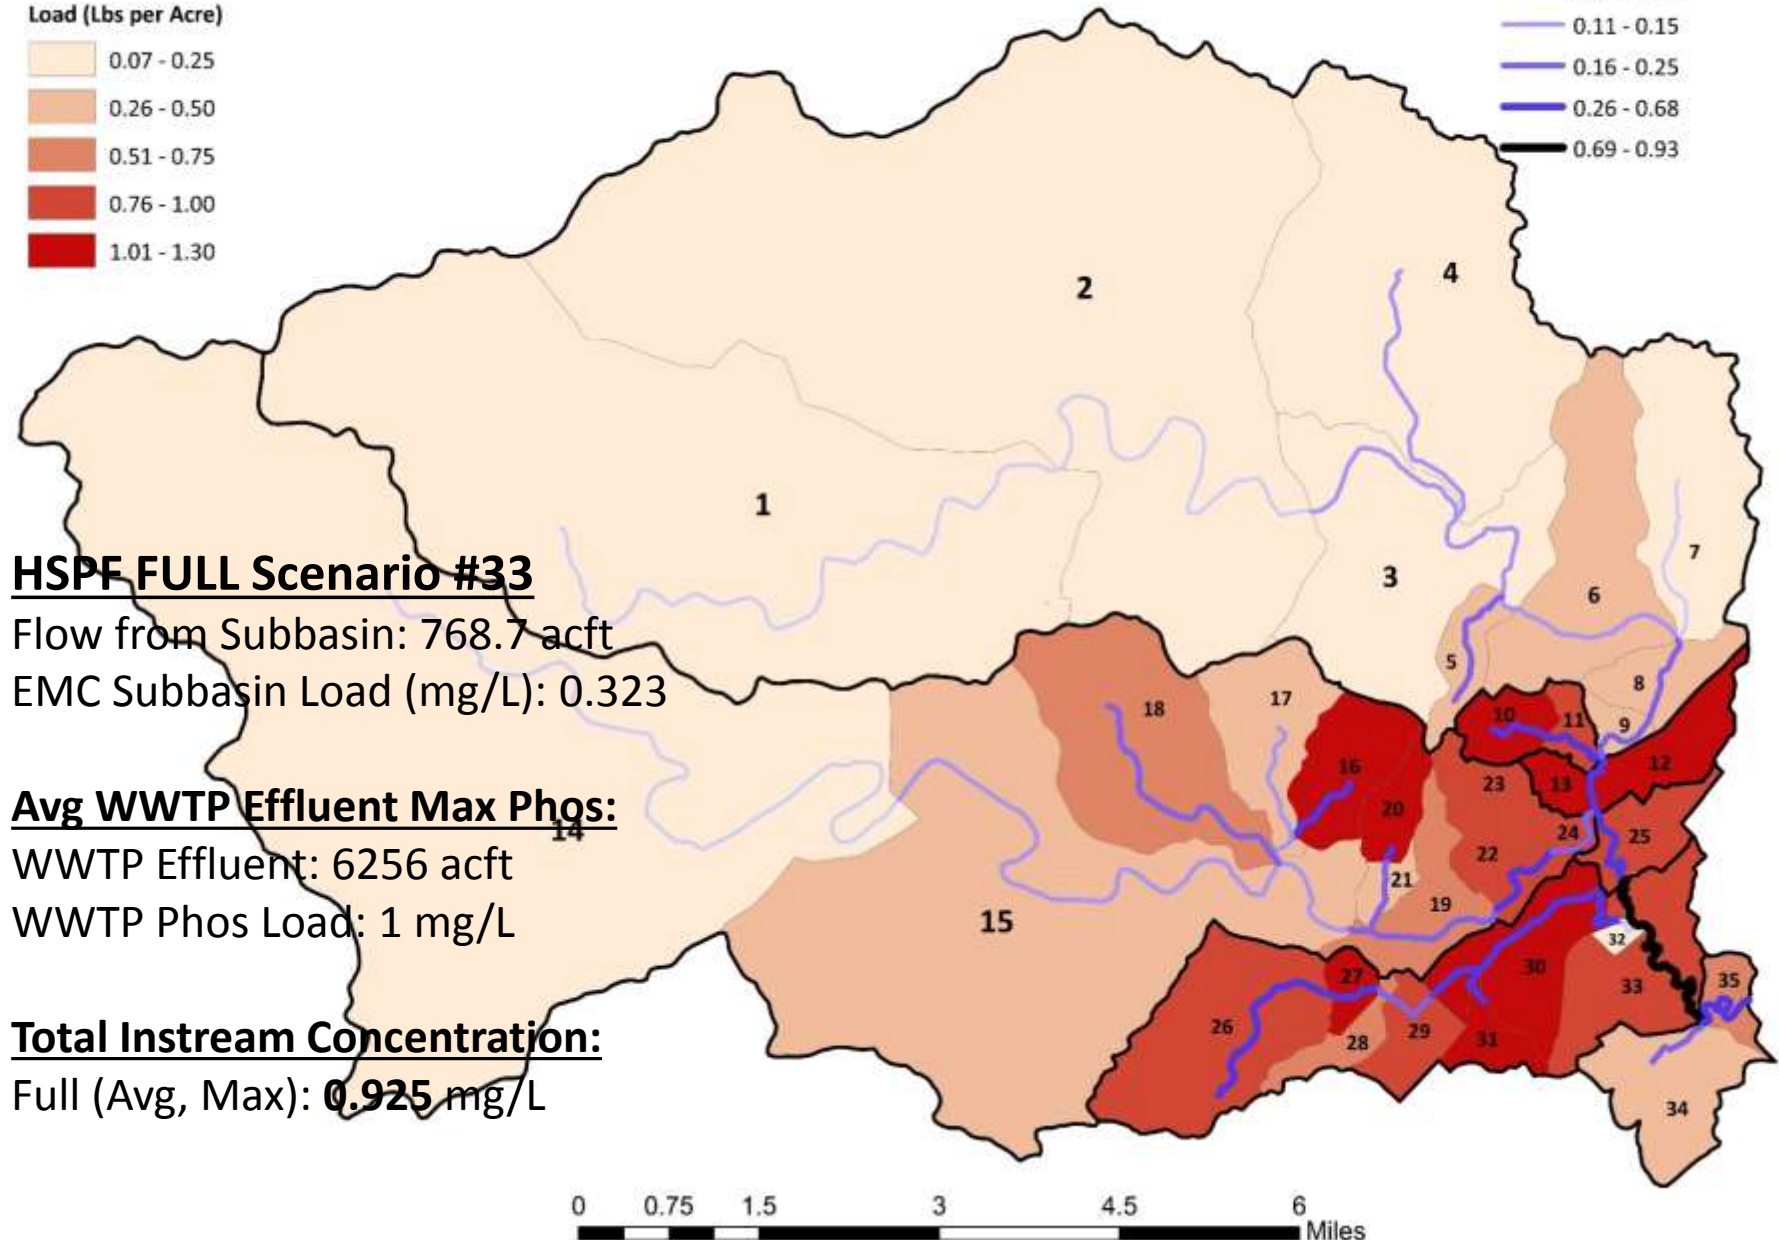 Load (Lbs per Acre)
0.07 - 0.25
0.26 - 0.50
0.51 - 0.75
0.76 - 1.00
1.01 - 1.30
0.11 - 0.15
0.16 - 0.25
0.26 - 0.68
0.69 - 0.93
2
4
1
7
3
6
5
8
18
17
10
11
9
16
12
23
13
20
14
24
25
22
21
19
15
32
27
30
35
33
26
29
28
31
34
HSPF FULL Scenario #33
Flow from Subbasin: 768.7 acft
EMC Subbasin Load (mg/L): 0.323
Avg WWTP Effluent Max Phos:
WWTP Effluent: 6256 acft
WWTP Phos Load: 1 mg/L
Total Instream Concentration:
Full (Avg, Max): 0.925 mg/L
0 0.75 1.5 3 4.5 6
Miles